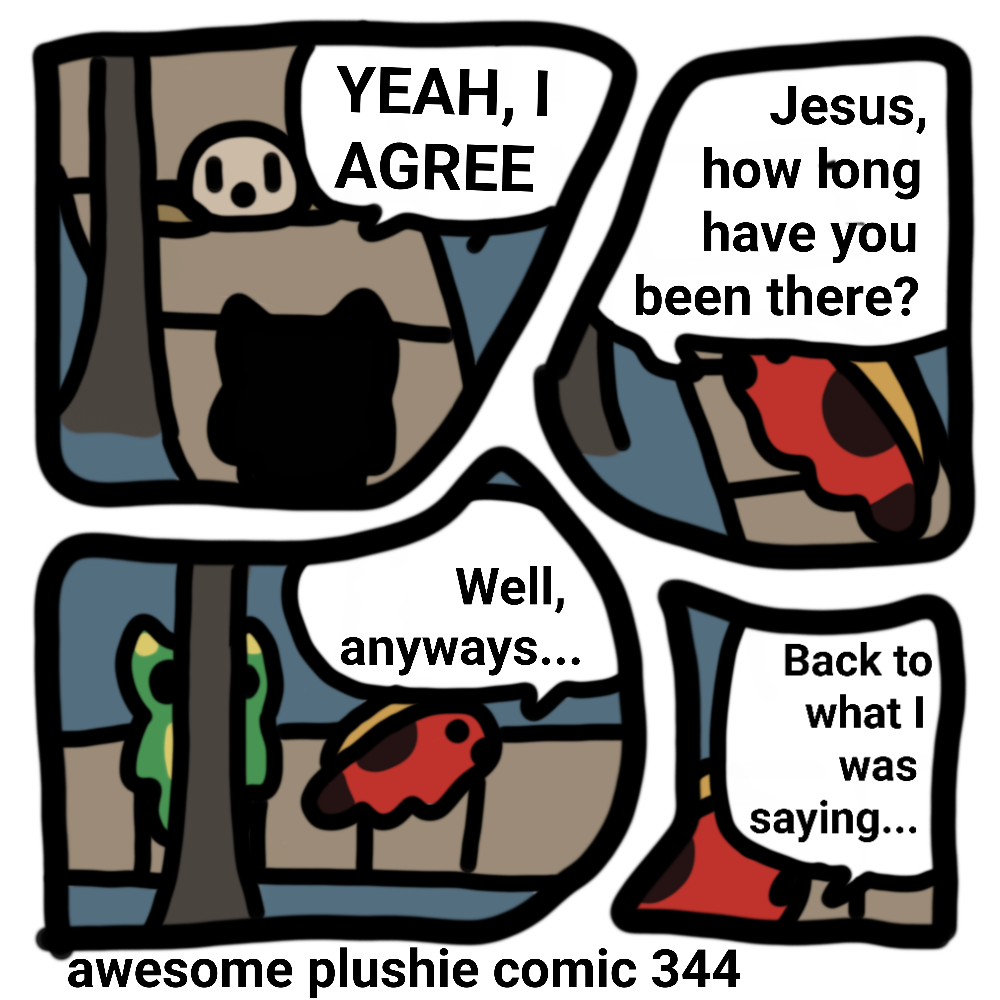 YEAH, I
AGREE
Jesus,
how long
have you
been there?
Well,
anyways...
Back to
what I
was
saying...
awesome plushie comic 344